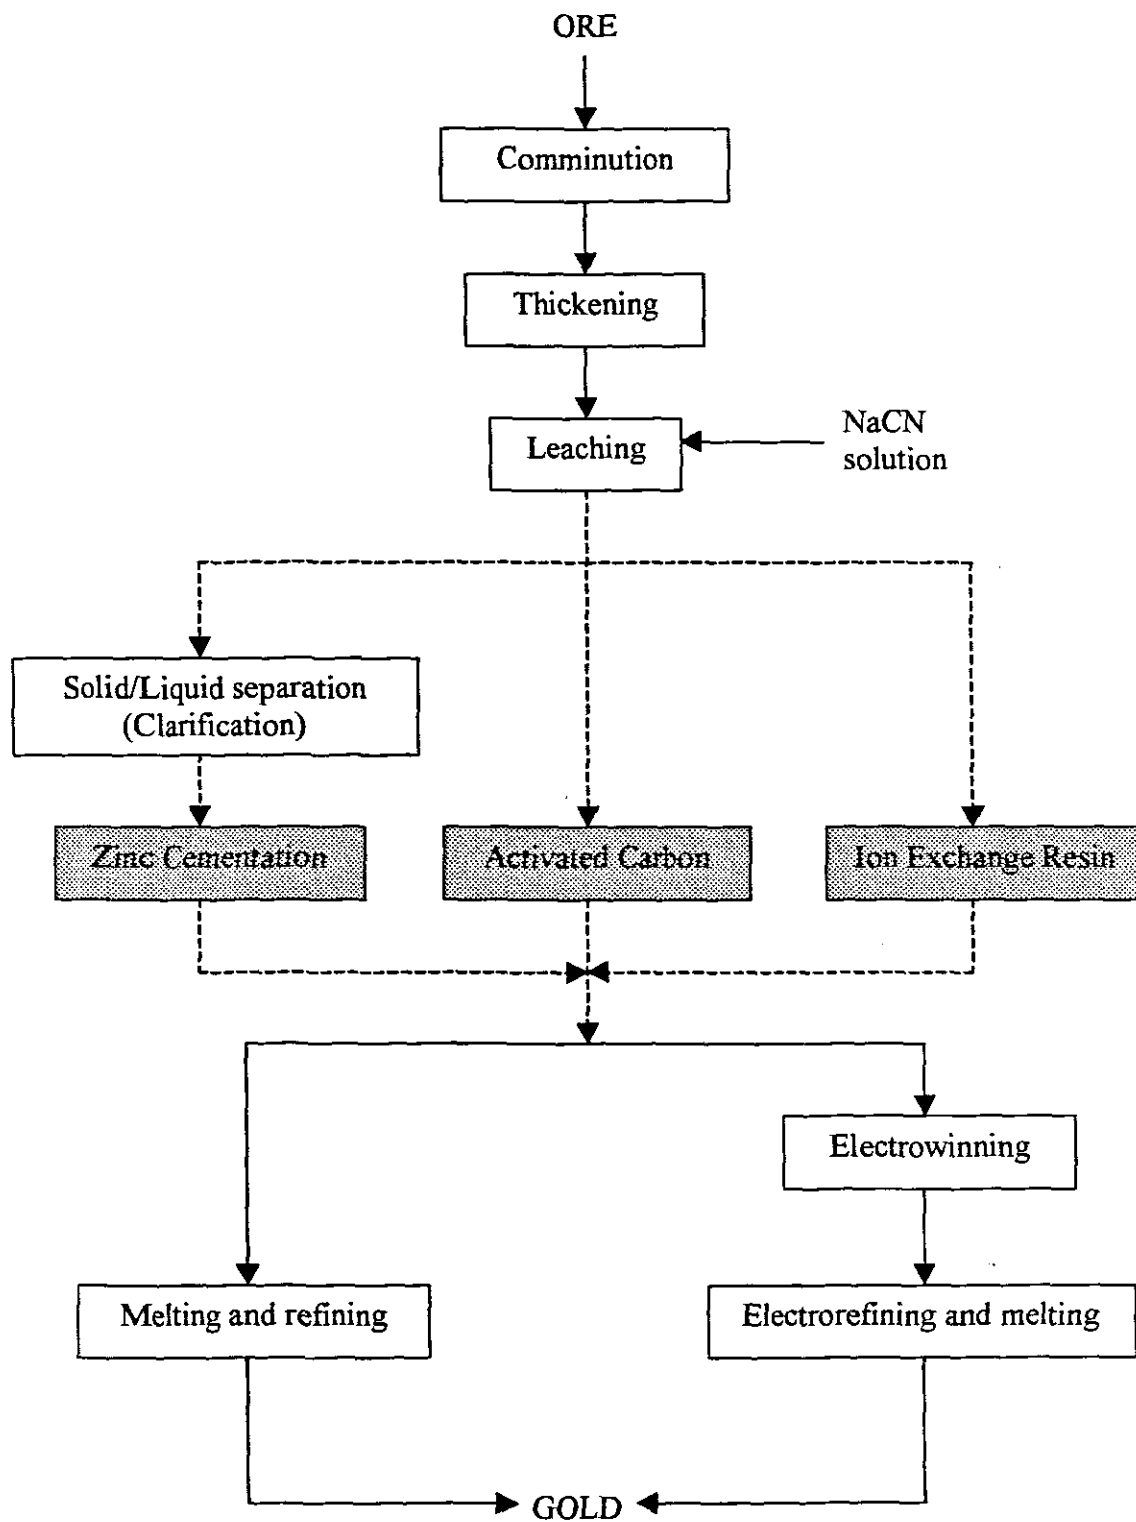 ORE
Comminution
Thickening
Leaching
NaCN
solution
Solid/Liquid separation
(Clarification)
Zinc Cementation
Activated Carbon
Ion Exchange Resin
Electrowinning
Melting and refining
Electrorefining and melting
GOLD